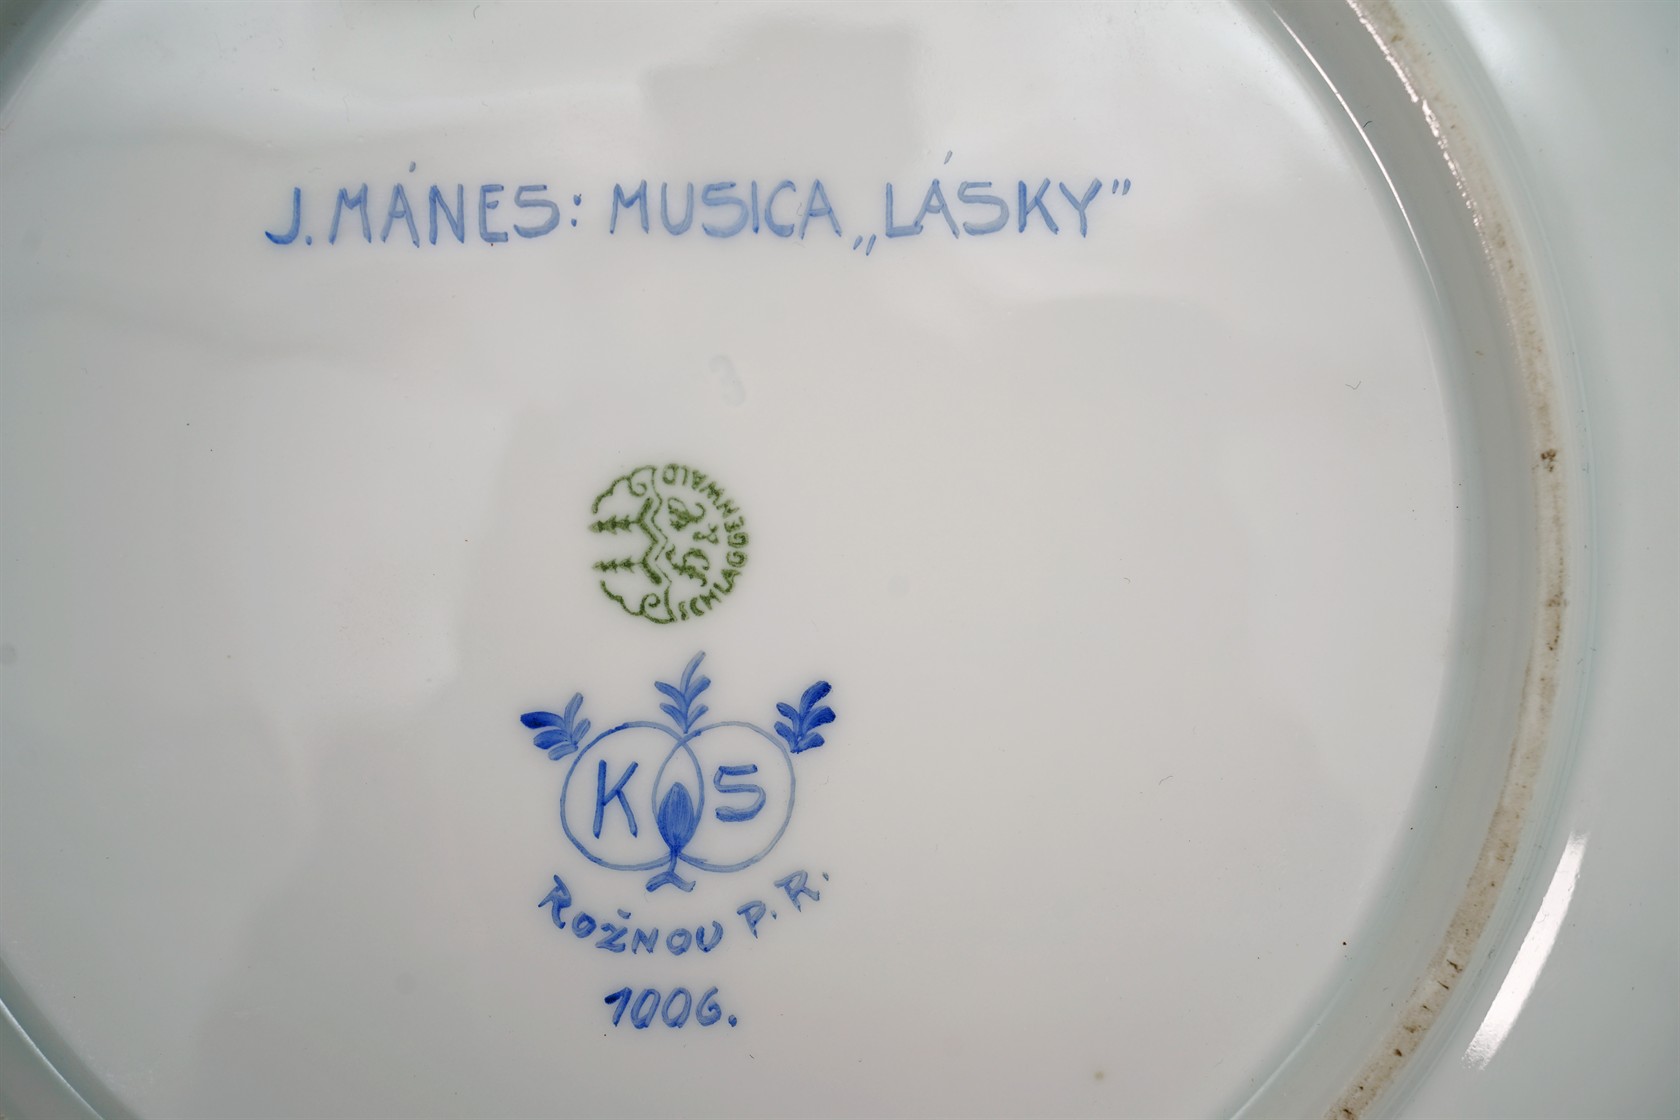 J. MÁNES: MUSICA „LÁSKY”
H & C
SCHLAGGENWALD
K S
ROŽNOV P. R.
1006.